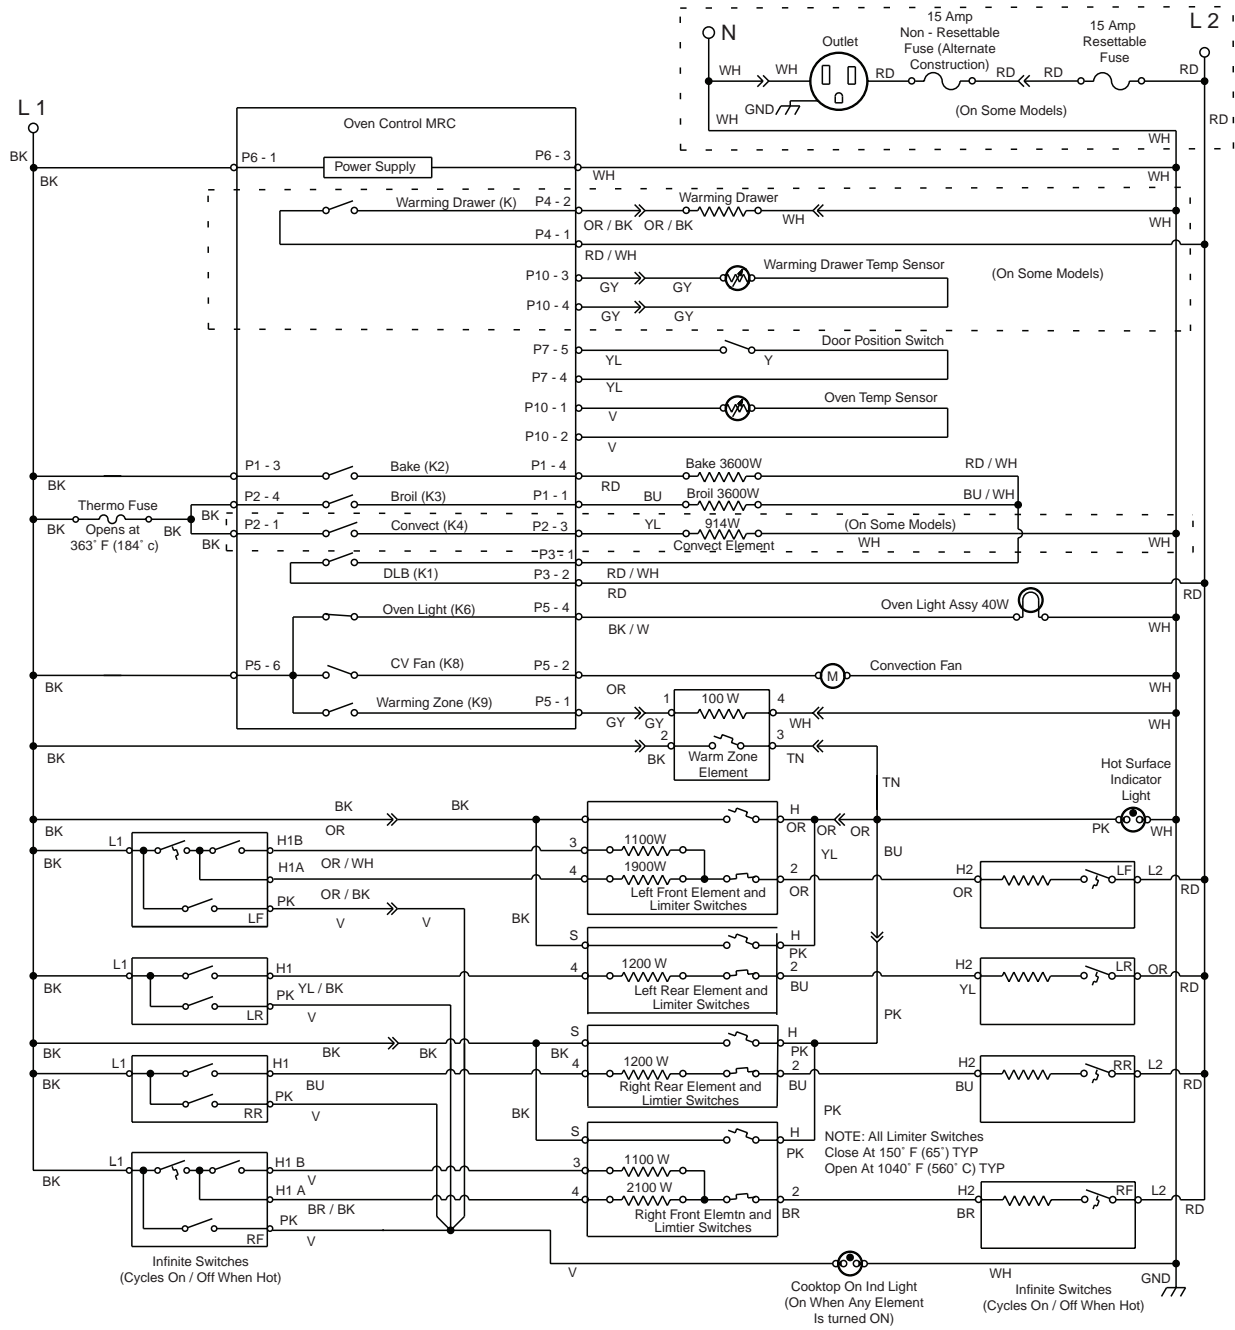 N
15 Amp
Non - Resettable
Fuse (Alternate
Construction)
15 Amp
Resettable
Fuse
L 2
Outlet
WH
WH
RD
RD
RD
RD
GND
(On Some Models)
WH
WH
RD
L 1
BK
BK
Oven Control MRC
P6 - 1
Power Supply
P6 - 3
WH
WH
Warming Drawer (K)
P4 - 2
Warming Drawer
OR / BK
OR / BK
WH
WH
P4 - 1
RD / WH
P10 - 3
Warming Drawer Temp Sensor
(On Some Models)
GY
GY
P10 - 4
GY
GY
P7 - 5
Door Position Switch
YL
Y
P7 - 4
YL
P10 - 1
Oven Temp Sensor
V
P10 - 2
V
P1 - 3
Bake (K2)
P1 - 4
Bake 3600W
RD / WH
BK
RD
Thermo Fuse
P2 - 4
Broil (K3)
P1 - 1
BU
Broil 3600W
BU / WH
BK
Opens at
363˚ F (184˚ c)
BK
BK
P2 - 1
Convect (K4)
P2 - 3
YL
914W
(On Some Models)
BK
Convect Element
WH
WH
P3 - 1
DLB (K1)
P3 - 2
RD / WH
RD
RD
Oven Light (K6)
P5 - 4
Oven Light Assy 40W
BK / W
WH
P5 - 6
CV Fan (K8)
P5 - 2
M
Convection Fan
BK
OR
WH
Warming Zone (K9)
P5 - 1
GY
GY
1
100 W
4
WH
WH
BK
BK
2
3
TN
Warm Zone
Element
TN
Hot Surface
Indicator
Light
PK
WH
BK
BK
BK
OR
H
OR
OR
OR
YL
BU
BK
L1
H1B
OR / WH
H1A
OR / BK
PK
V
V
LF
3
1100W
4
1900W
2
OR
Left Front Element and
Limiter Switches
H2
OR
LF
L2
RD
BK
S
H
PK
L1
H1
YL / BK
BK
PK
V
LR
4
1200 W
2
BU
Left Rear Element and
LImiter Switches
H2
YL
LR
OR
RD
PK
BK
BK
BK
BK
S
H
PK
L1
H1
BU
BK
PK
V
RR
4
1200 W
2
BU
Right Rear Element and
Limtier Switches
H2
BU
RR
L2
RD
BK
PK
S
H
PK
NOTE: All Limiter Switches
Close At 150˚ F (65˚) TYP
Open At 1040˚ F (560˚ C) TYP
L1
H1 B
V
BK
H1 A
BR / BK
PK
V
RF
3
1100 W
4
2100 W
2
BR
Right Front Elemtn and
Limtier Switches
H2
BR
RF
L2
RD
Infinite Switches
(Cycles On / Off When Hot)
V
Cooktop On Ind Light
(On When Any Element
Is turned ON)
WH
Infinite Switches
(Cycles On / Off When Hot)
GND